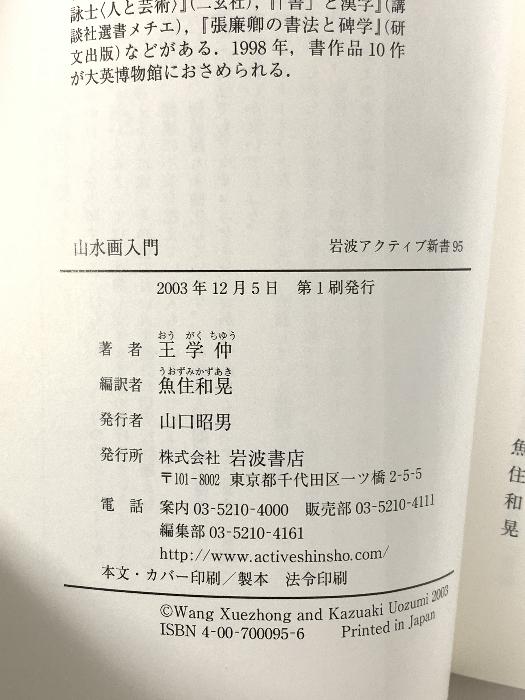 詠士〈人と芸術〉』(二玄社),『「書」と漢字』(講
談社選書メチエ),『張廉卿の書法と碑学』(研
文出版)などがある. 1998年, 書作品10作
が大英博物館におさめられる.
山水画入門 岩波アクティブ新書95
2003年12月5日 第1刷発行
おう がく ちゅう
著者 王学仲
うおずみかずあき
編訳者 魚住和晃
発行者 山口昭男
発行所 株式会社 岩波書店
〒101-8002 東京都千代田区一ツ橋2-5-5
電話 案内03-5210-4000 販売部03-5210-4111
編集部03-5210-4161
http://www.activeshinsho.com/
本文・カバー印刷/製本 法令印刷
©Wang Xuezhong and Kazuaki Uozumi 2003
ISBN 4-00-700095-6 Printed in Japan
魚住和晃